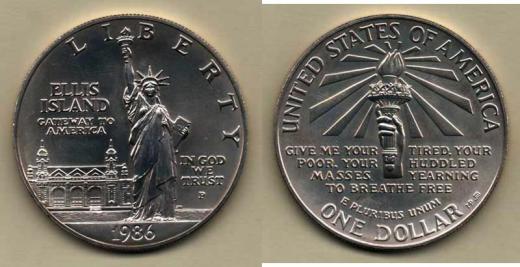 LIBERTY
ELLIS
ISLAND
GATEWAY TO
AMERICA
IN GOD
WE
TRUST
P
1986
UNITED STATES OF AMERICA
GIVE ME YOUR TIRED, YOUR
POOR, YOUR HUDDLED
MASSES YEARNING
TO BREATHE FREE
E PLURIBUS UNUM
ONE DOLLAR